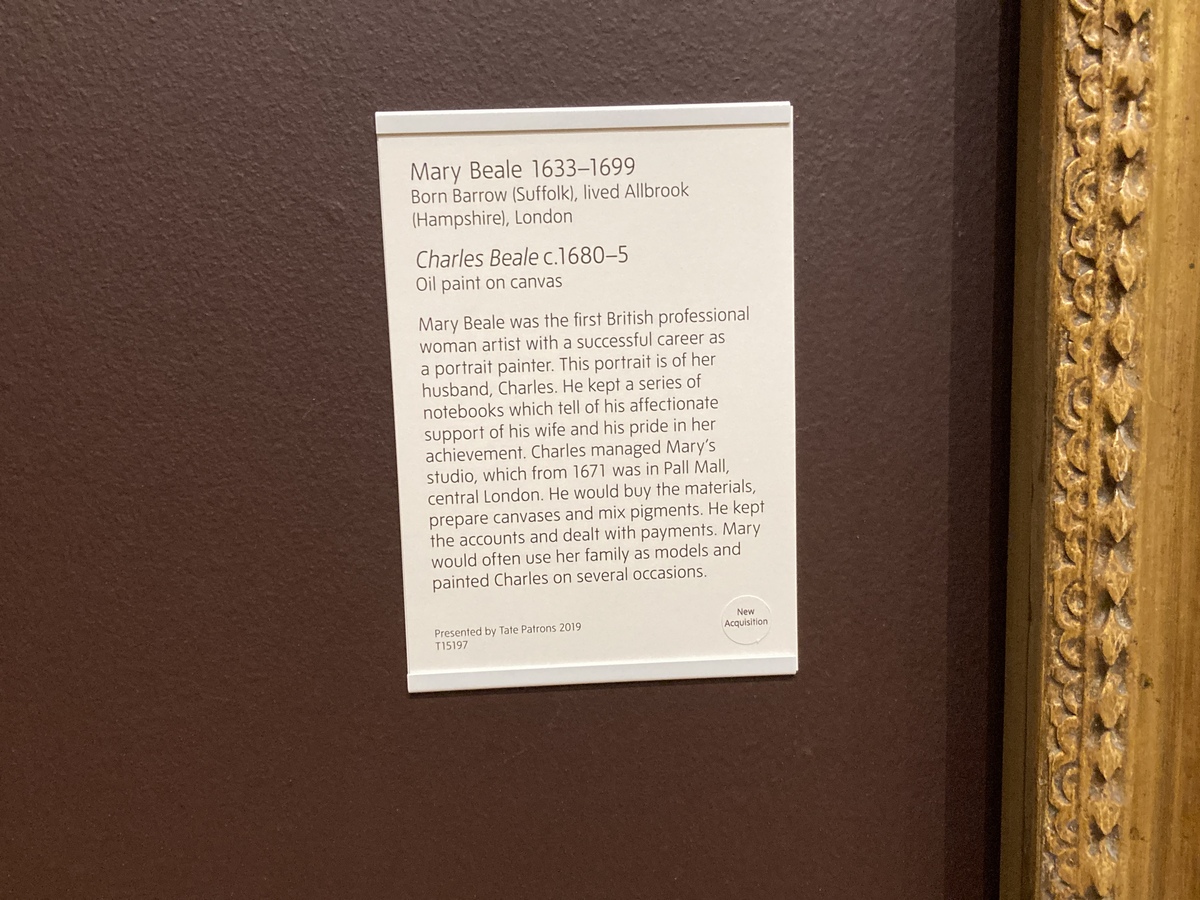 Mary Beale 1633–1699
Born Barrow (Suffolk), lived Allbrook
(Hampshire), London
Charles Beale c.1680–5
Oil paint on canvas
Mary Beale was the first British professional
woman artist with a successful career as
a portrait painter. This portrait is of her
husband, Charles. He kept a series of
notebooks which tell of his affectionate
support of his wife and his pride in her
achievement. Charles managed Mary’s
studio, which from 1671 was in Pall Mall,
central London. He would buy the materials,
prepare canvases and mix pigments. He kept
the accounts and dealt with payments. Mary
would often use her family as models and
painted Charles on several occasions.
Presented by Tate Patrons 2019
T15197
New
Acquisition